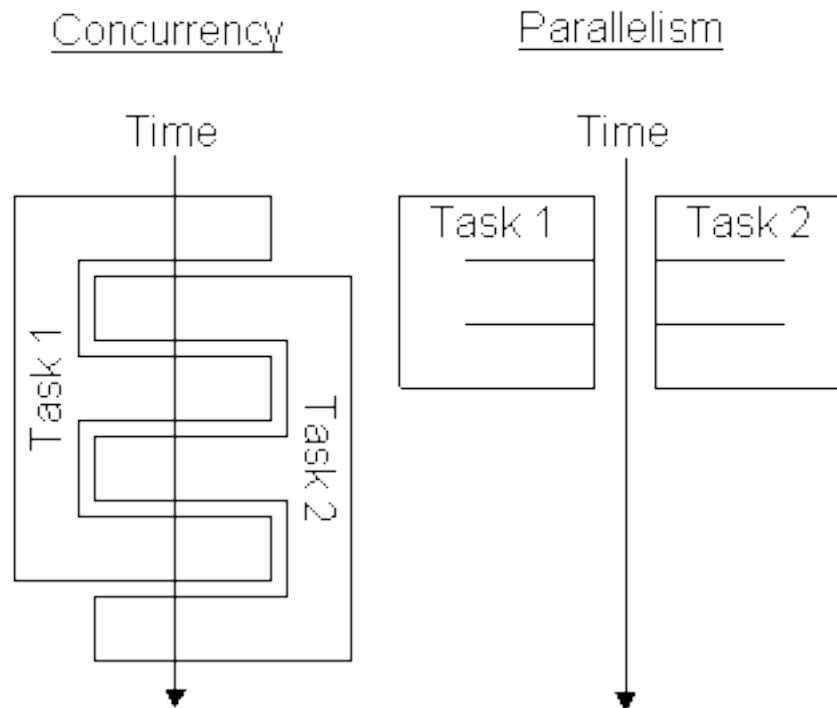 Concurrency
Time
Task 1
Task 2
Parallelism
Time
Task 1
Task 2